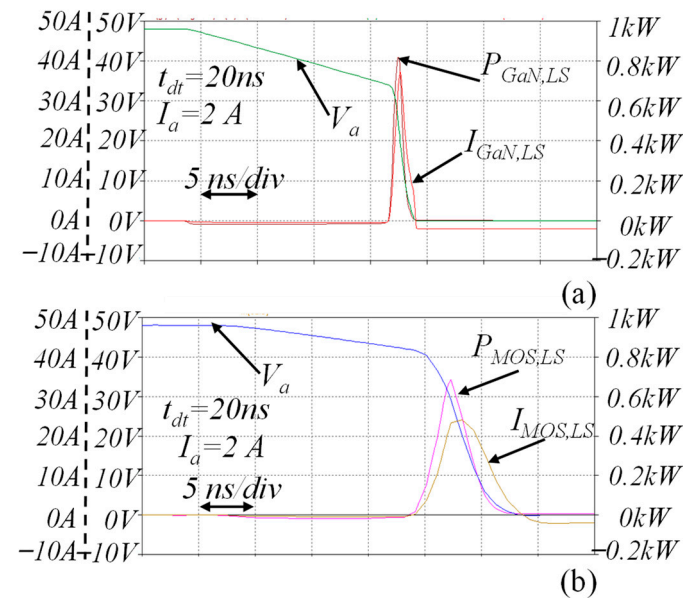 50A 50V 1kW
40A 40V P_GaN,LS 0.8kW
t_dt=20ns
30A 30V 0.6kW
I_a=2 A V_a
20A 20V 0.4kW
I_GaN,LS
5 ns/div
10A 10V 0.2kW
0A 0V 0kW
−10A −10V −0.2kW
(a)
50A 50V 1kW
P_MOS,LS
40A 40V 0.8kW
V_a
30A 30V 0.6kW
t_dt=20ns
I_MOS,LS
20A 20V 0.4kW
I_a=2 A
5 ns/div
10A 10V 0.2kW
0A 0V 0kW
−10A −10V −0.2kW
(b)